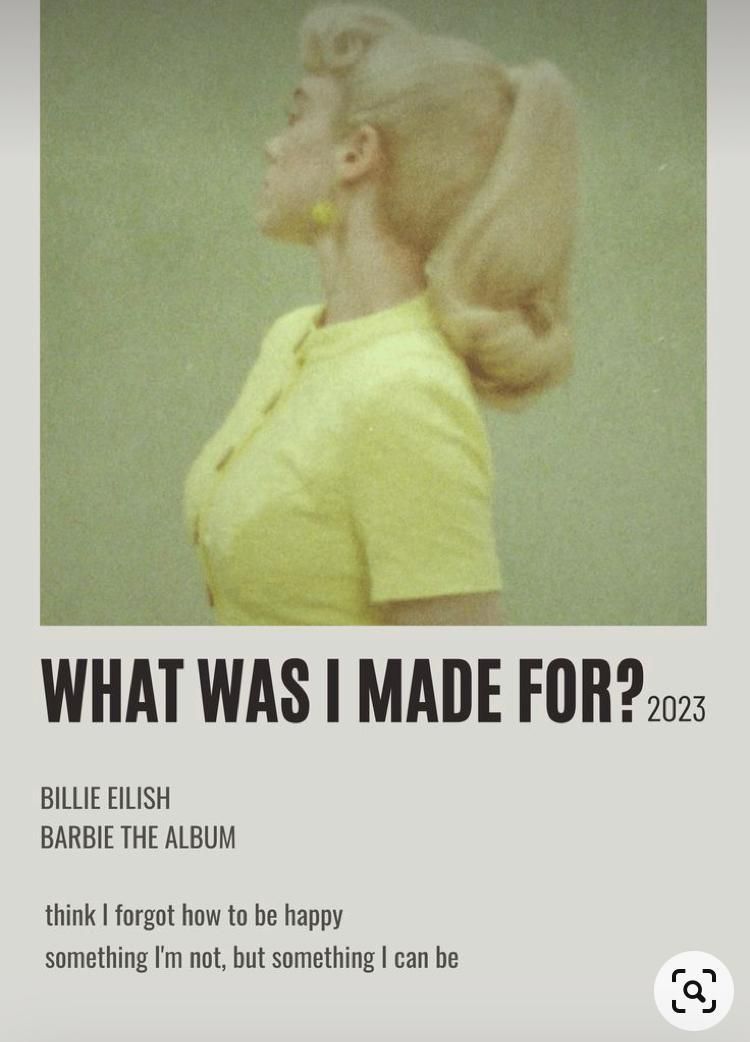 WHAT WAS I MADE FOR? 2023
BILLIE EILISH
BARBIE THE ALBUM
think I forgot how to be happy
something I'm not, but something I can be